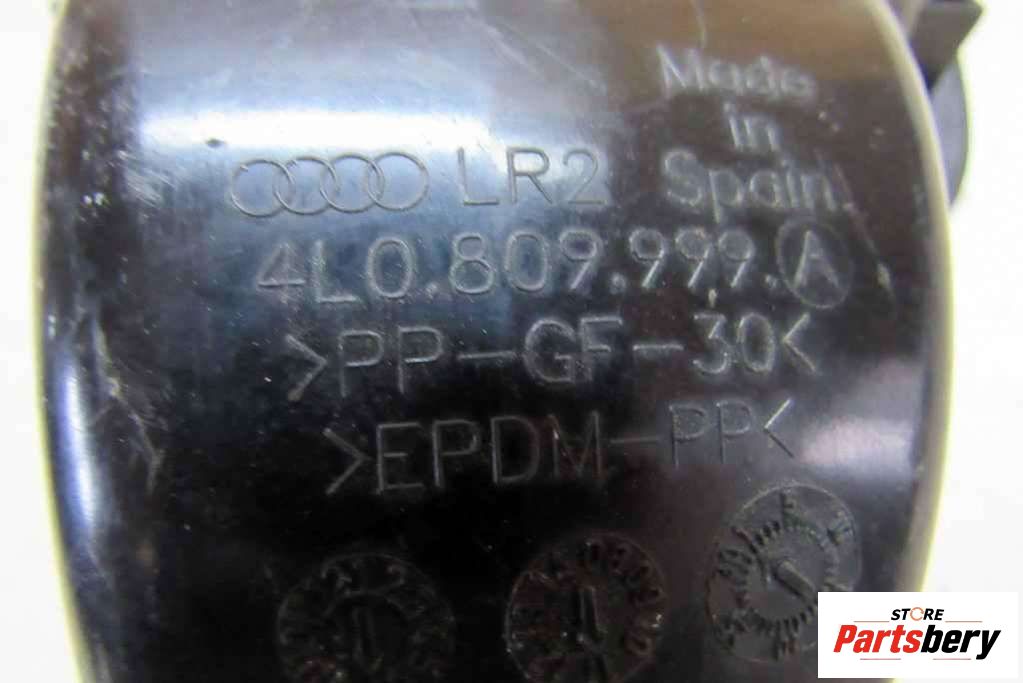 Made
in
Spain
LR2
4L0.809.999.A
>PP-GF-30<
>EPDM-PP<
STORE
Partsbery